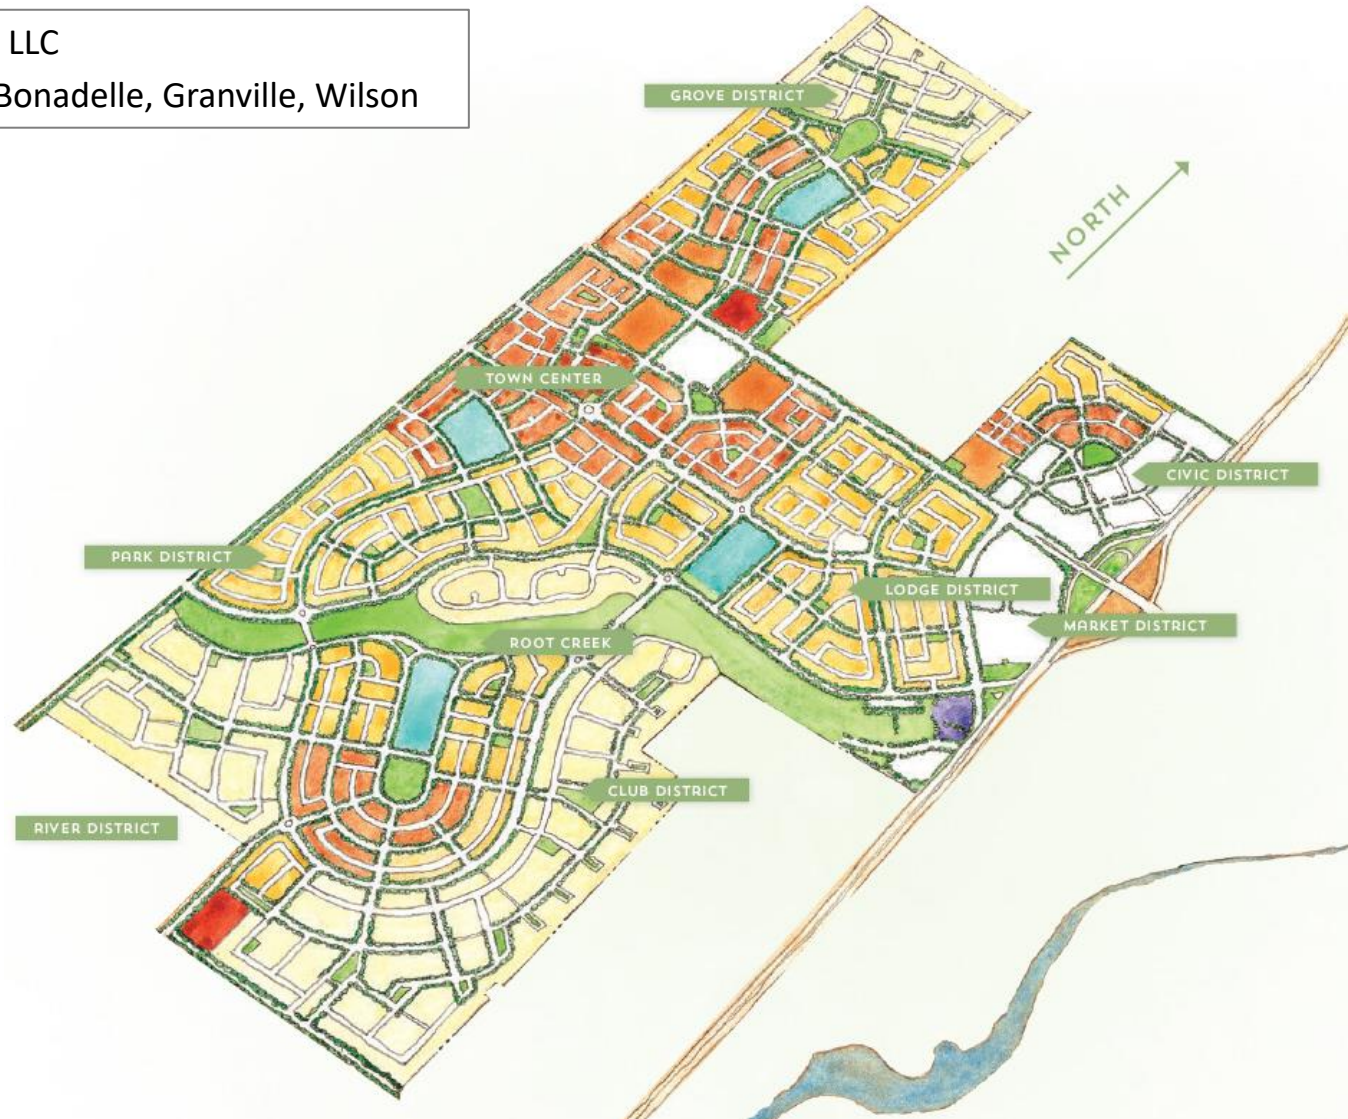 LLC
Bonadelle, Granville, Wilson
GROVE DISTRICT
NORTH
TOWN CENTER
CIVIC DISTRICT
PARK DISTRICT
LODGE DISTRICT
MARKET DISTRICT
ROOT CREEK
CLUB DISTRICT
RIVER DISTRICT